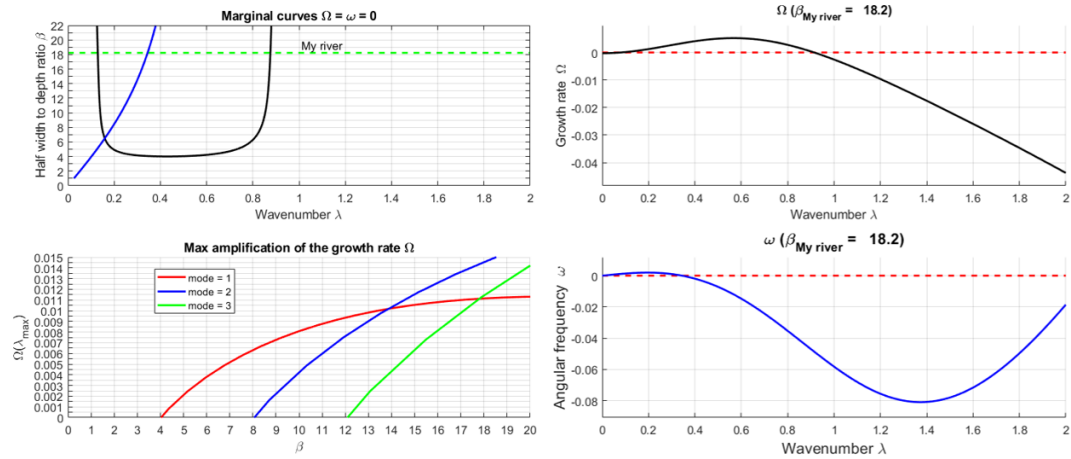 Marginal curves Ω = ω = 0
Half width to depth ratio β
22
20
18
16
14
12
10
8
6
4
2
0
My river
0 0.2 0.4 0.6 0.8 1 1.2 1.4 1.6 1.8 2
Wavenumber λ
Ω (β_My river = 18.2)
Growth rate Ω
0
-0.01
-0.02
-0.03
-0.04
0 0.2 0.4 0.6 0.8 1 1.2 1.4 1.6 1.8 2
Wavenumber λ
Max amplification of the growth rate Ω
Ω(λ_max)
0.015
0.013
0.012
0.011
0.01
0.009
0.008
0.007
0.006
0.005
0.004
0.003
0.002
0.001
0
mode = 1
mode = 2
mode = 3
0 1 2 3 4 5 6 7 8 9 10 11 12 13 14 15 16 17 18 19 20
β
ω (β_My river = 18.2)
Angular frequency ω
0
-0.02
-0.04
-0.06
-0.08
0 0.2 0.4 0.6 0.8 1 1.2 1.4 1.6 1.8 2
Wavenumber λ